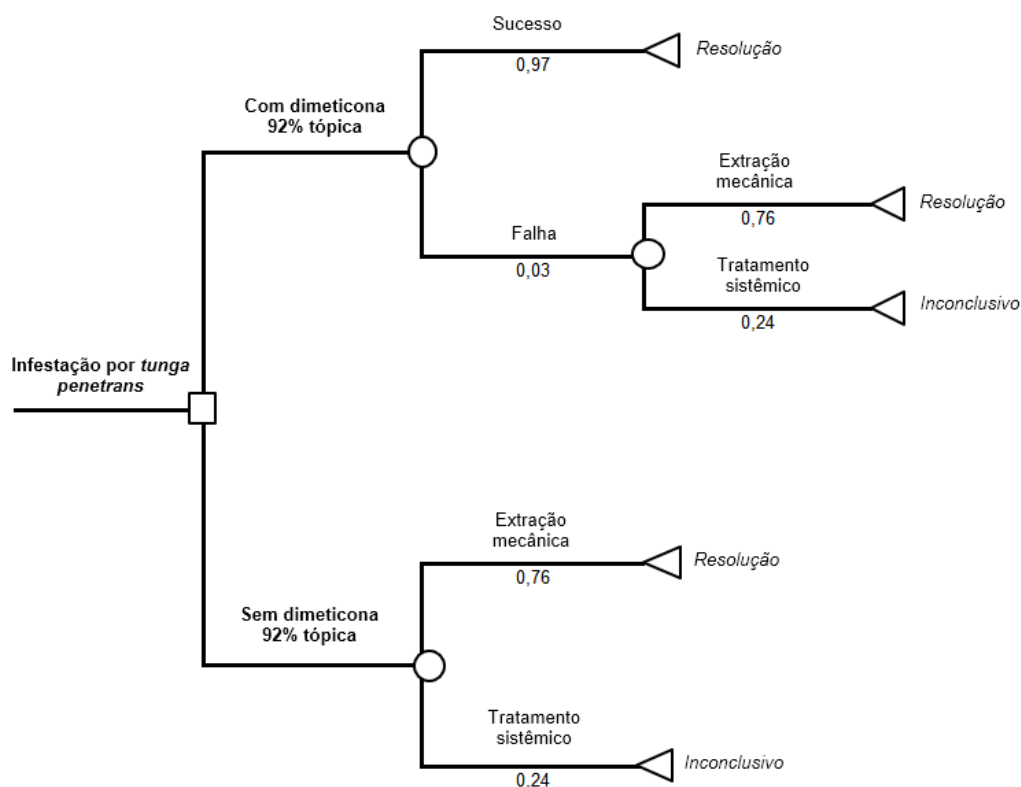 Sucesso
0,97
Resolução
Com dimeticona
92% tópica
Extração
mecânica
0,76
Resolução
Falha
0,03
Tratamento
sistêmico
0,24
Inconclusivo
Infestação por tunga
penetrans
Extração
mecânica
0,76
Resolução
Sem dimeticona
92% tópica
Tratamento
sistêmico
0.24
Inconclusivo